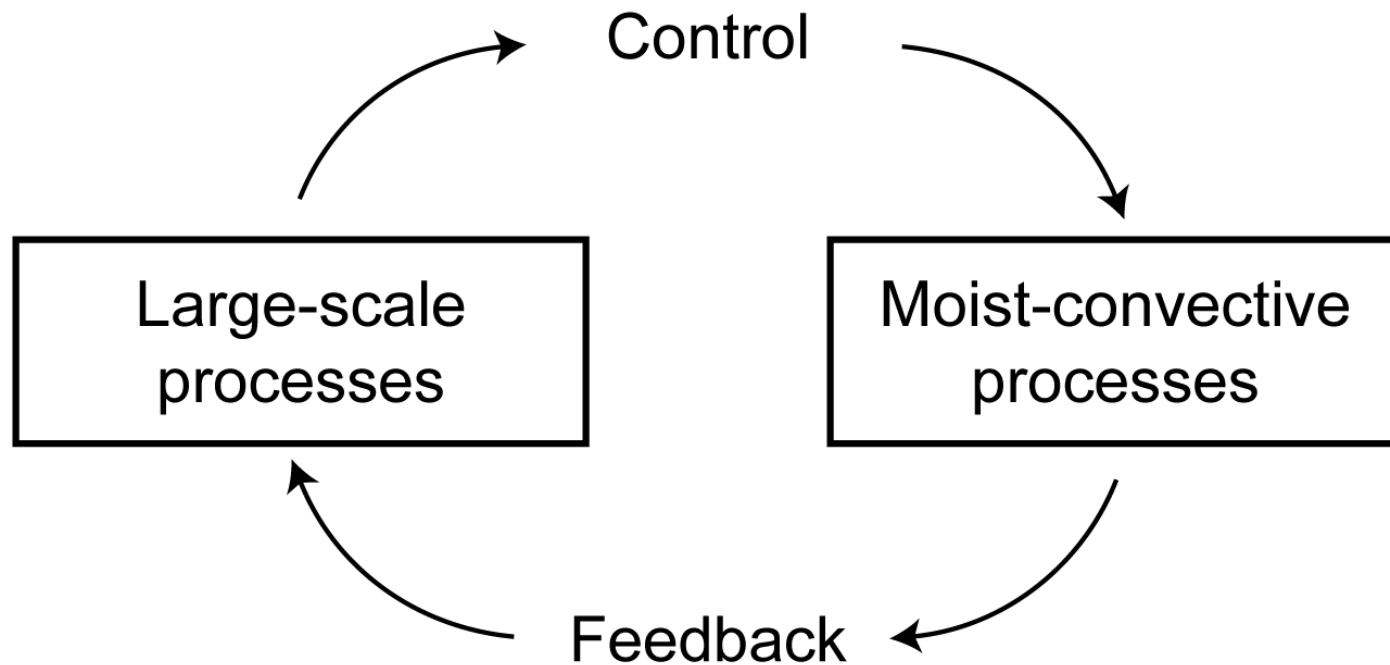 Control
Large-scale
processes
Moist-convective
processes
Feedback